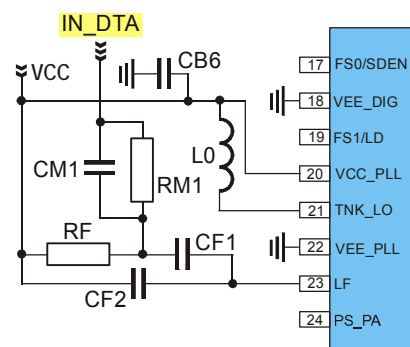 IN_DTA
VCC
CB6
17 FS0/SDEN
18 VEE_DIG
19 FS1/LD
L0
CM1
RM1
20 VCC_PLL
21 TNK_LO
RF
CF1
22 VEE_PLL
CF2
23 LF
24 PS_PA